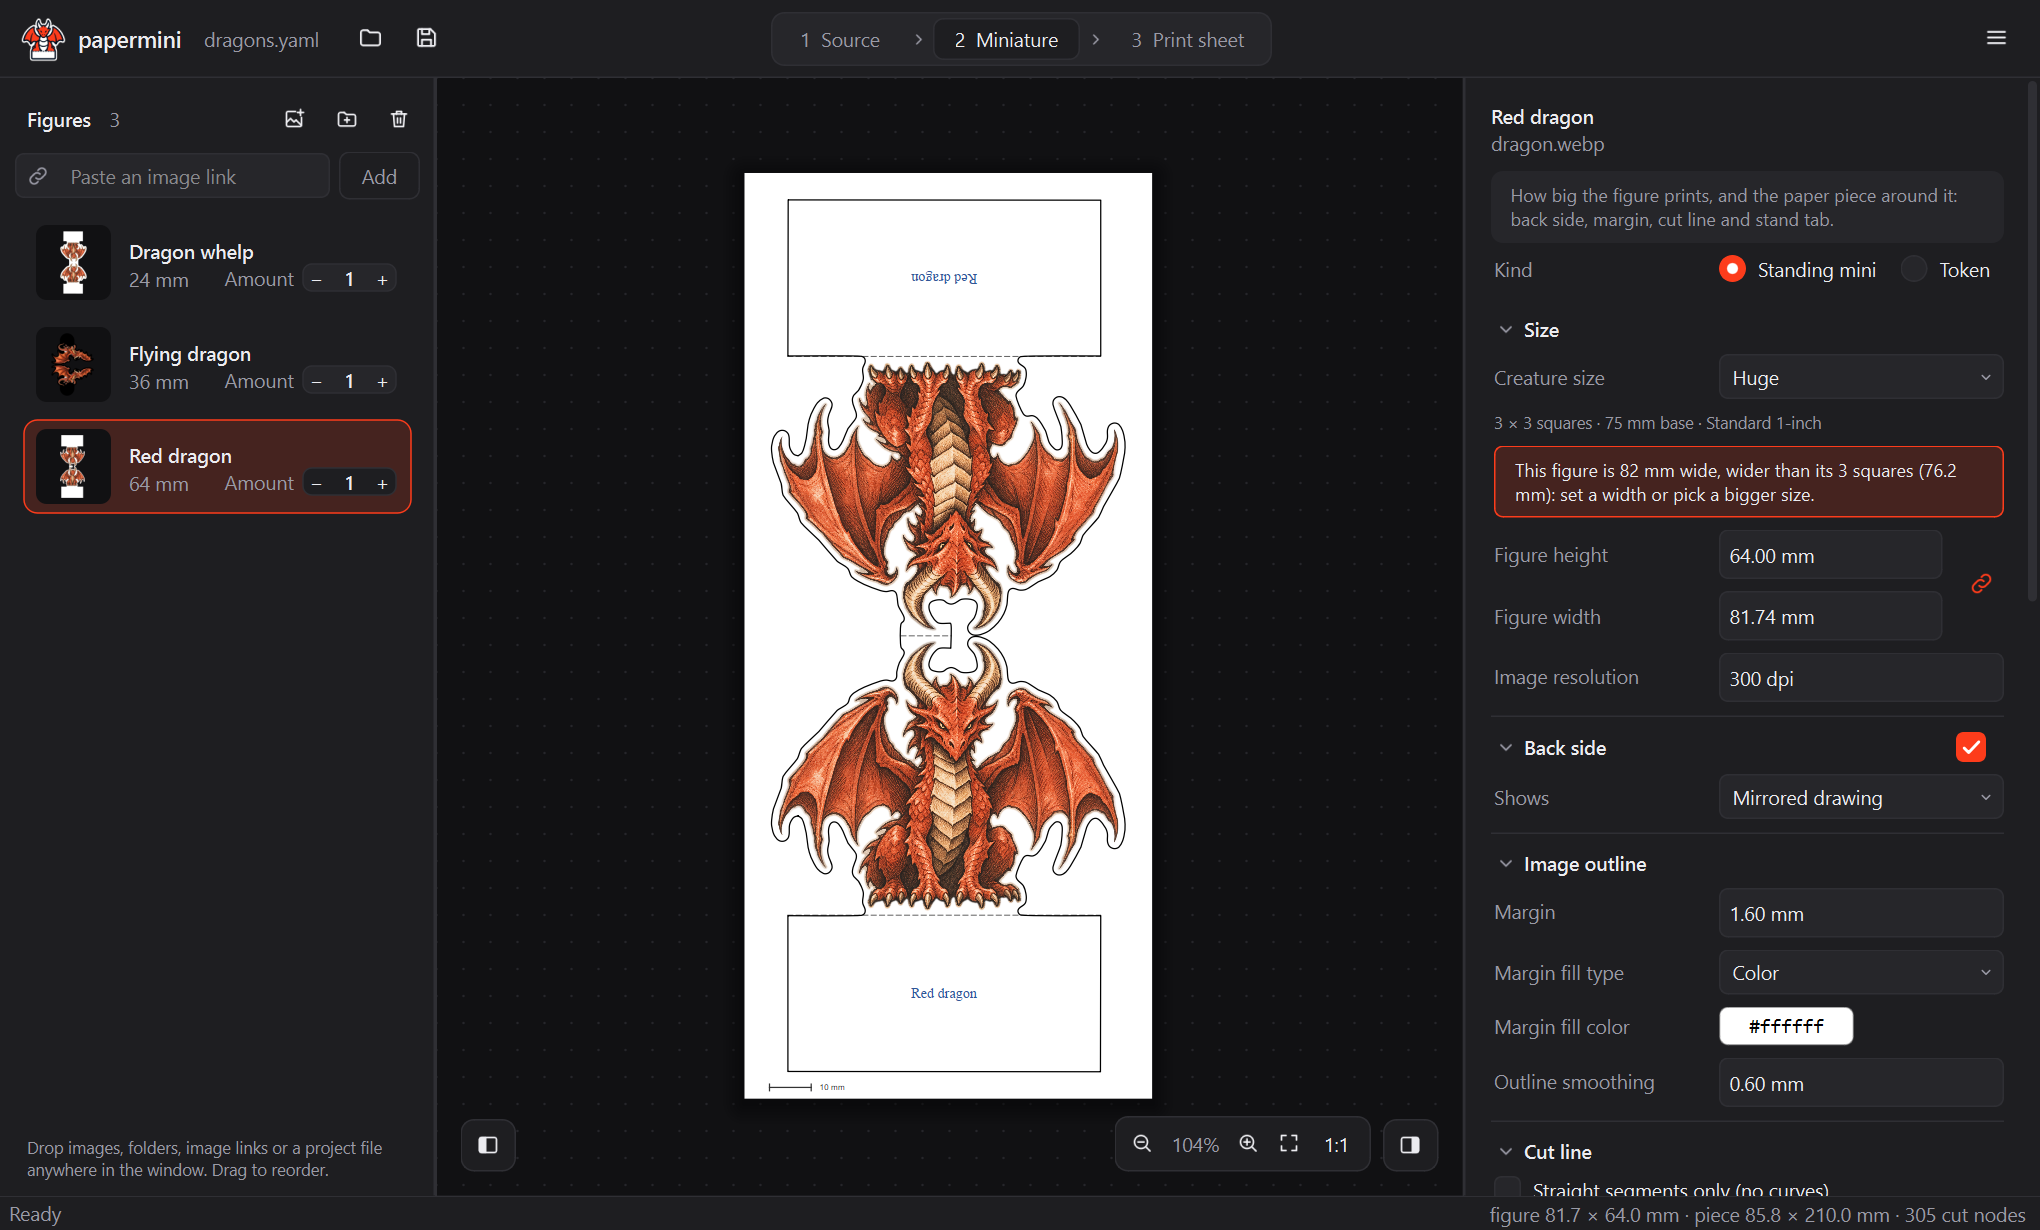 papermini
dragons.yaml
1 Source
2 Miniature
3 Print sheet
Figures 3
Paste an image link
Add
Dragon whelp
24 mm
Amount
− 1 +
Flying dragon
36 mm
Amount
− 1 +
Red dragon
64 mm
Amount
− 1 +
Drop images, folders, image links or a project file
anywhere in the window. Drag to reorder.
Red dragon
Red dragon
10 mm
104%
1:1
Red dragon
dragon.webp
How big the figure prints, and the paper piece around it:
back side, margin, cut line and stand tab.
Kind
Standing mini
Token
Size
Creature size
Huge
3 × 3 squares · 75 mm base · Standard 1-inch
This figure is 82 mm wide, wider than its 3 squares (76.2
mm): set a width or pick a bigger size.
Figure height
64.00 mm
Figure width
81.74 mm
Image resolution
300 dpi
Back side
Shows
Mirrored drawing
Image outline
Margin
1.60 mm
Margin fill type
Color
Margin fill color
#ffffff
Outline smoothing
0.60 mm
Cut line
Straight segments only (no curves)
Ready
figure 81.7 × 64.0 mm · piece 85.8 × 210.0 mm · 305 cut nodes